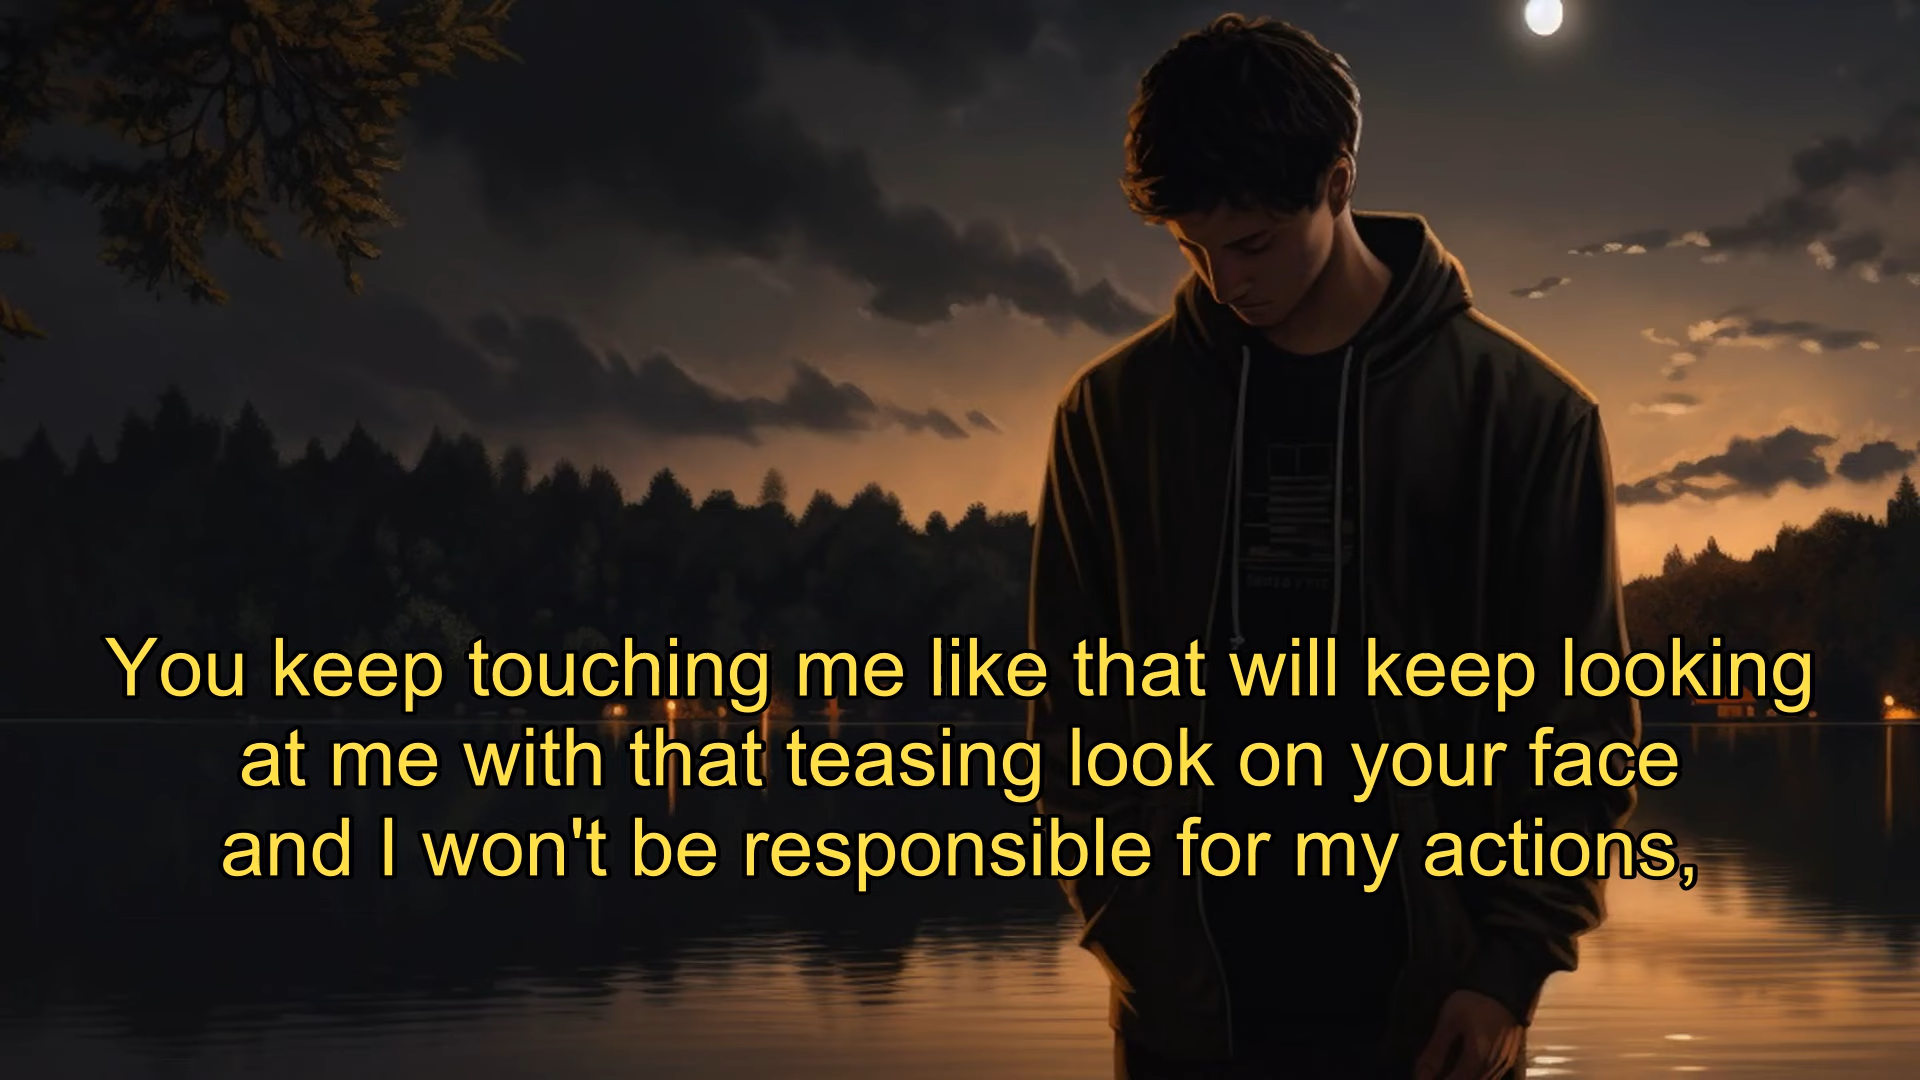 You keep touching me like that will keep looking
at me with that teasing look on your face
and I won't be responsible for my actions,